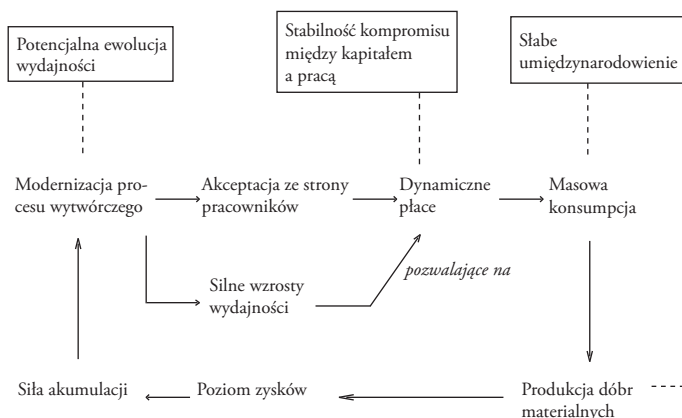 Potencjalna ewolucja
wydajności
Stabilność kompromisu
między kapitałem
a pracą
Słabe
umiędzynarodowienie
Modernizacja pro-
cesu wytwórczego
Akceptacja ze strony
pracowników
Dynamiczne
płace
Masowa
konsumpcja
Silne wzrosty
wydajności
pozwalające na
Siła akumulacji
Poziom zysków
Produkcja dóbr
materialnych